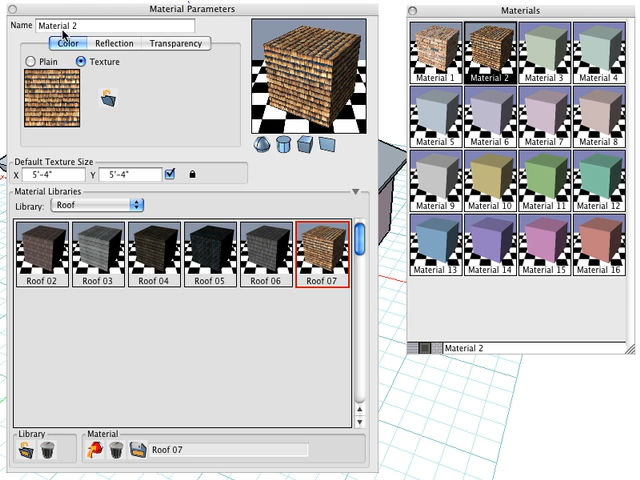 Material Parameters
Name Material 2
Color Reflection Transparency
Plain Texture
Default Texture Size
X 5'-4" Y 5'-4"
Material Libraries
Library: Roof
Roof 02 Roof 03 Roof 04 Roof 05 Roof 06 Roof 07
Library Material
Roof 07
Materials
Material 1 Material 2 Material 3 Material 4
Material 5 Material 6 Material 7 Material 8
Material 9 Material 10 Material 11 Material 12
Material 13 Material 14 Material 15 Material 16
Material 2